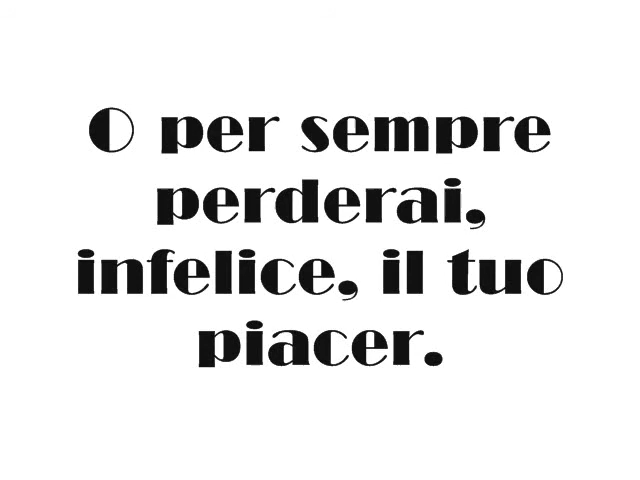 O per sempre
perderai,
infelice, il tuo
piacer.